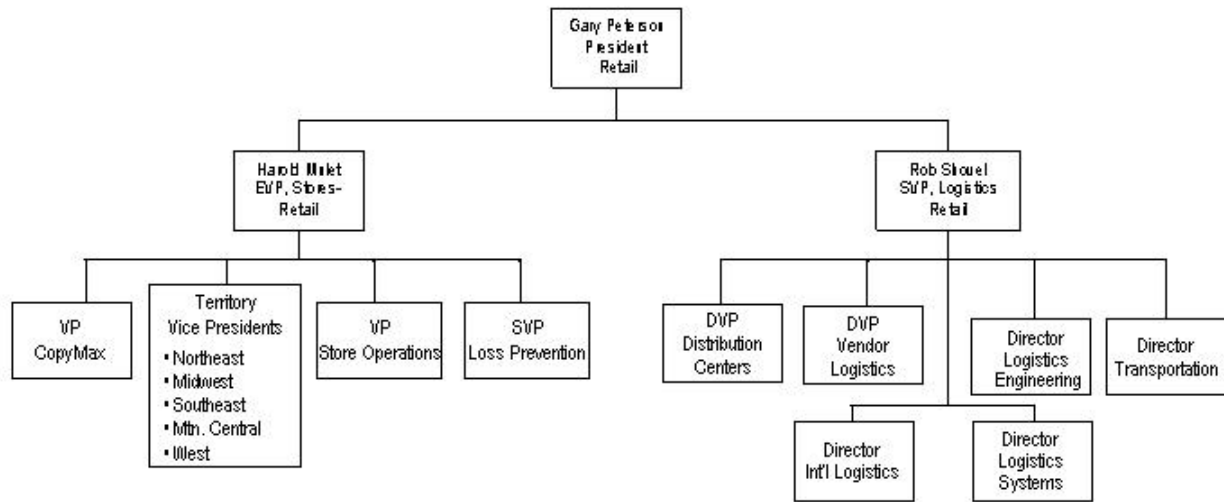 Gary Peterson
President
Retail
Harold
EVP, Stores-
Retail
Rob
SVP, Logistics
Retail
VP
CopyMax
Territory
Vice Presidents
▪ Northeast
▪ Midwest
▪ Southeast
▪ Mtn. Central
▪ West
VP
Store Operations
SVP
Loss Prevention
DVP
Distribution
Centers
DVP
Vendor
Logistics
Director
Logistics
Engineering
Director
Transportation
Director
Int'l Logistics
Director
Logistics
Systems